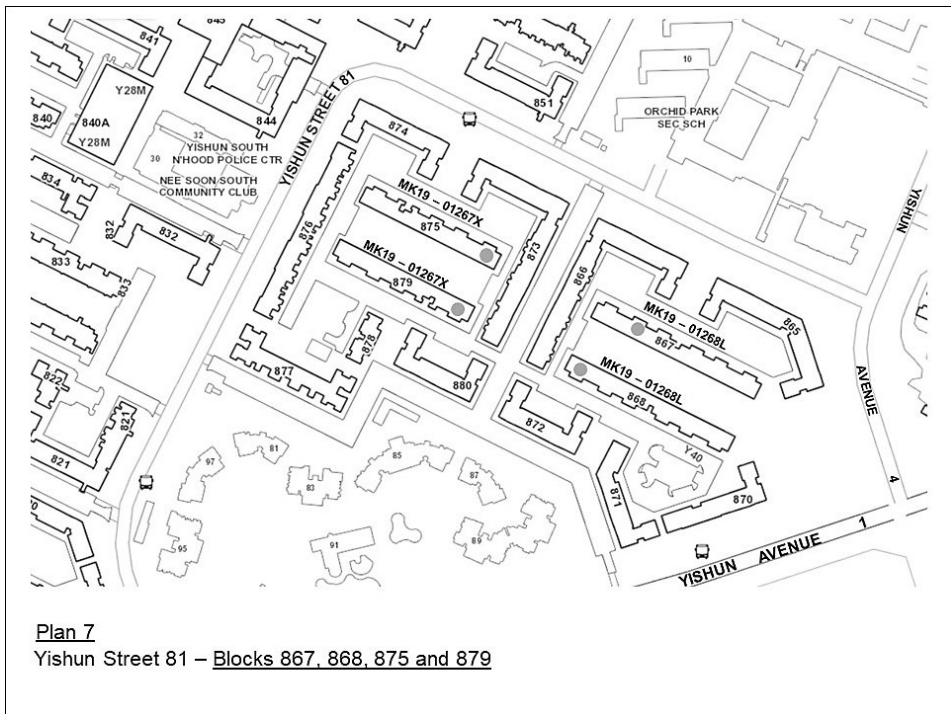 845
841
Y28M
840
840A
Y28M
844
32
YISHUN SOUTH
N'HOOD POLICE CTR
30
NEE SOON SOUTH
COMMUNITY CLUB
YISHUN STREET 81
851
10
ORCHID PARK
SEC SCH
YISHUN
834
832
832
833
833
874
MK19 – 01267X
875
876
MK19 – 01267X
879
873
866
865
MK19 – 01268L
867
MK19 – 01268L
868
AVENUE
4
822
821
821
877
878
880
872
Y40
871
870
97
81
83
85
87
89
91
95
YISHUN AVENUE 1
Plan 7
Yishun Street 81 – Blocks 867, 868, 875 and 879